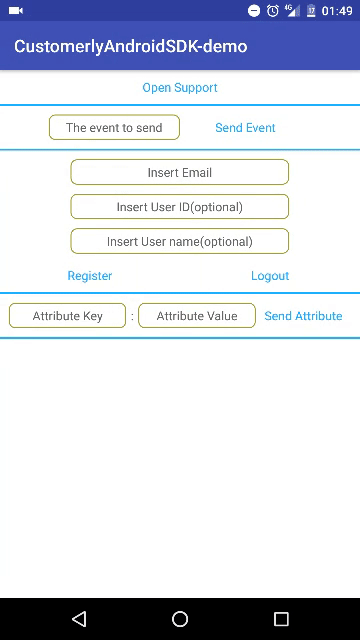 4G 17 01:49
CustomerlyAndroidSDK-demo
Open Support
The event to send Send Event
Insert Email
Insert User ID(optional)
Insert User name(optional)
Register Logout
Attribute Key : Attribute Value Send Attribute